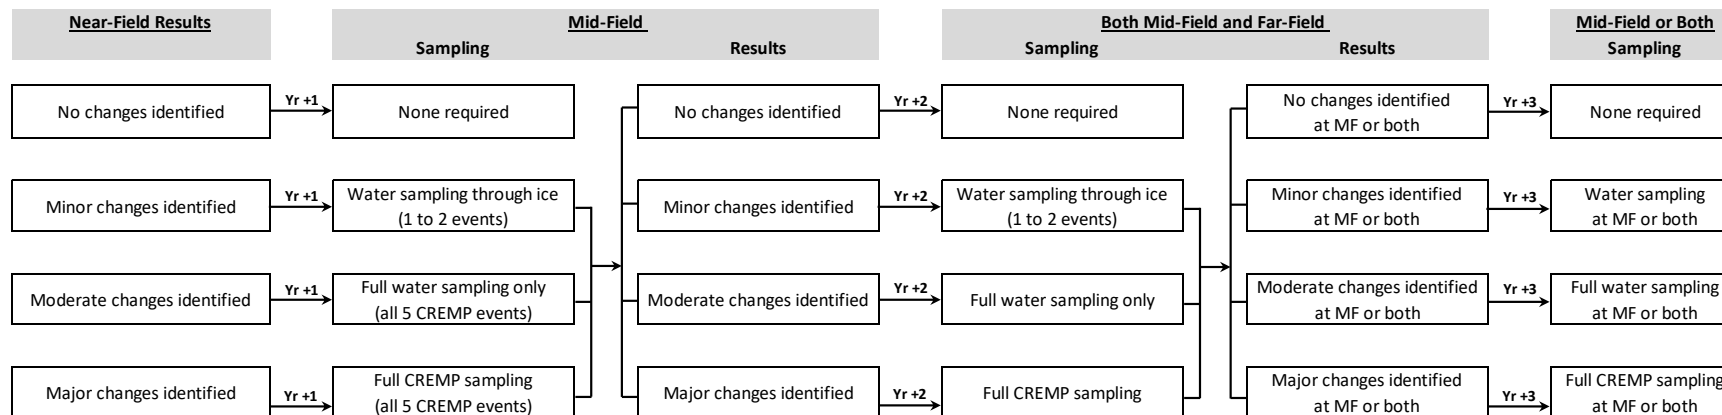 Near-Field Results
Mid-Field
Both Mid-Field and Far-Field
Mid-Field or Both
Sampling
Results
Sampling
Results
Sampling
No changes identified
Yr +1
None required
No changes identified
Yr +2
None required
No changes identified
at MF or both
Yr +3
None required
Minor changes identified
Yr +1
Water sampling through ice
(1 to 2 events)
Minor changes identified
Yr +2
Water sampling through ice
(1 to 2 events)
Minor changes identified
at MF or both
Yr +3
Water sampling
at MF or both
Moderate changes identified
Yr +1
Full water sampling only
(all 5 CREMP events)
Moderate changes identified
Yr +2
Full water sampling only
Moderate changes identified
at MF or both
Yr +3
Full water sampling
at MF or both
Major changes identified
Yr +1
Full CREMP sampling
(all 5 CREMP events)
Major changes identified
Yr +2
Full CREMP sampling
Major changes identified
at MF or both
Yr +3
Full CREMP sampling
at MF or both